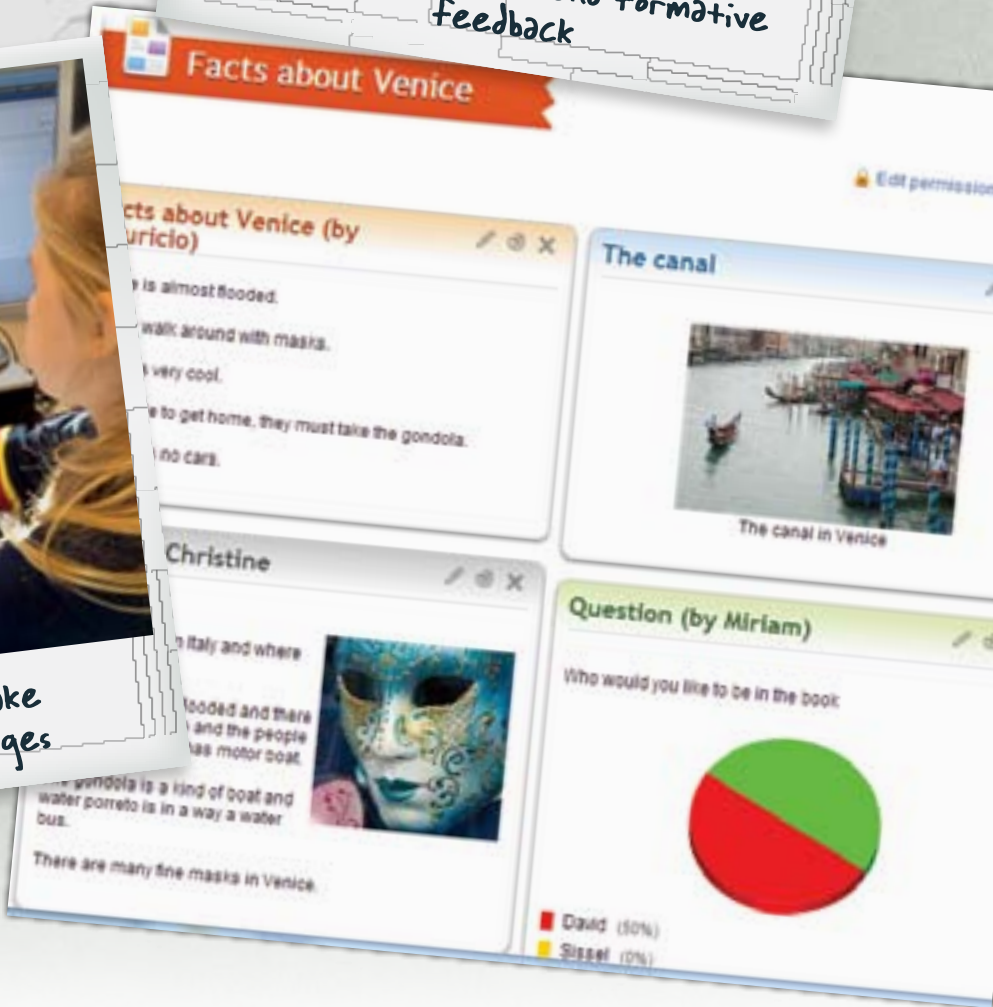 formative
feedback
Facts about Venice
Edit permission
cts about Venice (by
uricio)
is almost flooded.
walk around with masks.
very cool.
to get home, they must take the gondola.
no cars.
The canal
The canal in Venice
Christine
Italy and where
looded and there
and the people
has motor boat.
gondola is a kind of boat and
water porreto is in a way a water
bus.
There are many fine masks in Venice.
Question (by Miriam)
Who would you like to be in the book
David (50%)
Sissel (0%)
ke
ges